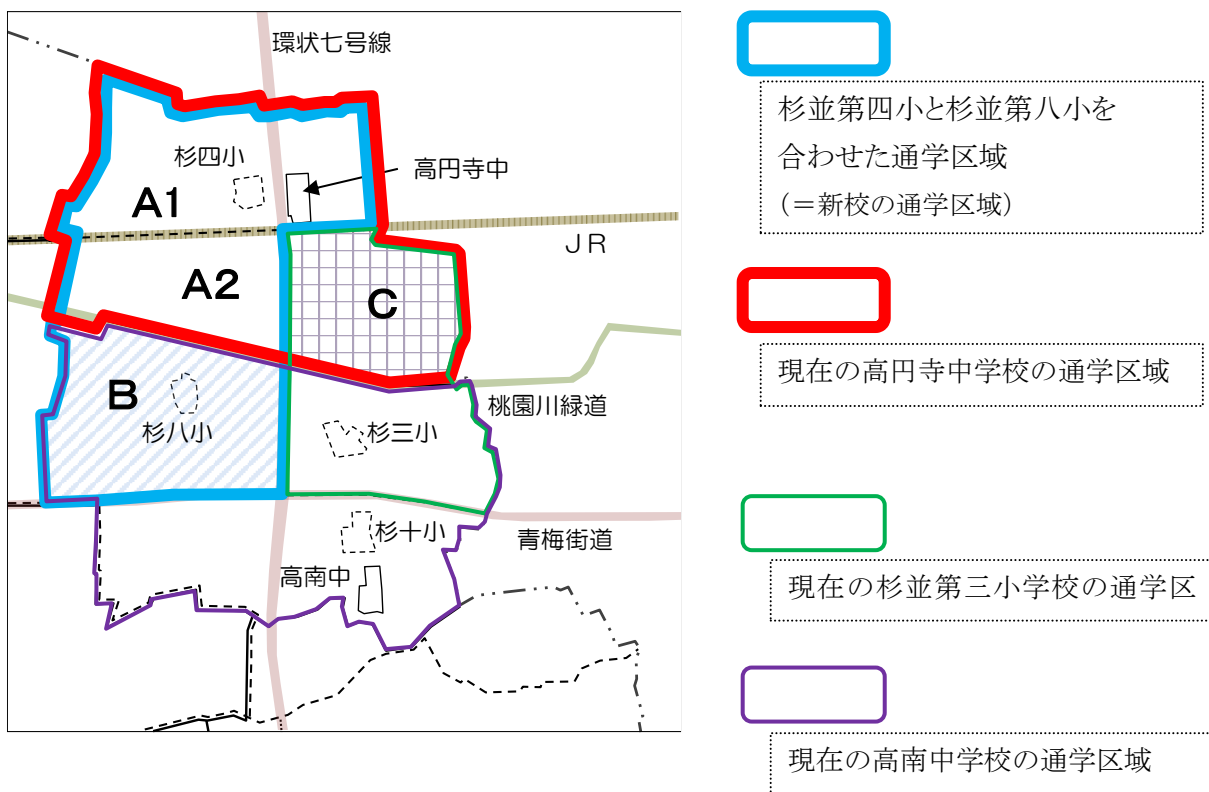 環状七号線
杉四小
高円寺中
A1
JR
A2
C
桃園川緑道
B
杉八小
杉三小
杉十小
青梅街道
高南中
杉並第四小と杉並第八小を
合わせた通学区域
(=新校の通学区域)
現在の高円寺中学校の通学区域
現在の杉並第三小学校の通学区
現在の高南中学校の通学区域